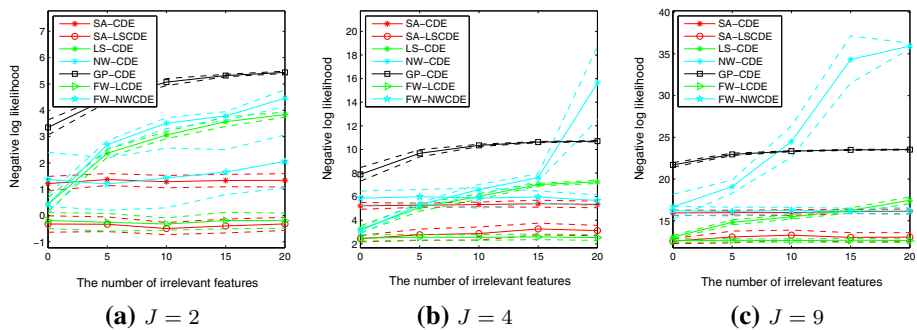 Negative log likelihood
7
6
5
4
3
2
1
0
−1
SA−CDE
SA−LSCDE
LS−CDE
NW−CDE
GP−CDE
FW−LCDE
FW−NWCDE
0
5
10
15
20
The number of irrelevant features
(a) J = 2
Negative log likelihood
20
18
16
14
12
10
8
6
4
2
SA−CDE
SA−LSCDE
LS−CDE
NW−CDE
GP−CDE
FW−LCDE
FW−NWCDE
0
5
10
15
20
The number of irrelevant features
(b) J = 4
Negative log likelihood
40
35
30
25
20
15
SA−CDE
SA−LSCDE
LS−CDE
NW−CDE
GP−CDE
FW−LCDE
FW−NWCDE
0
5
10
15
20
The number of irrelevant features
(c) J = 9